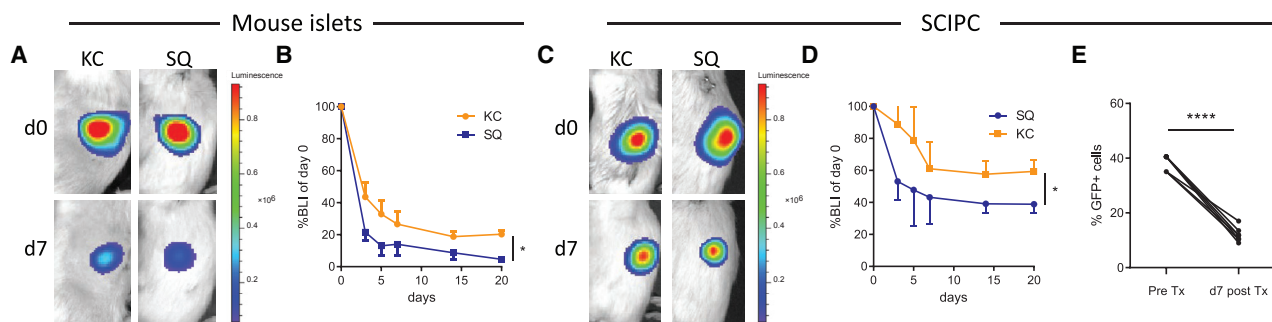 Mouse islets
SCIPC
A
KC
SQ
d0
d7
Luminescence
0.8
0.6
×10⁶
0.4
0.2
B
100
80
60
40
20
0
%BLI of day 0
0
5
10
15
20
days
KC
SQ
*
C
KC
SQ
d0
d7
Luminescence
0.8
0.6
×10⁶
0.4
0.2
D
100
80
60
40
20
0
%BLI of day 0
0
5
10
15
20
days
SQ
KC
*
E
60
40
20
0
% GFP+ cells
****
Pre Tx
d7 post Tx